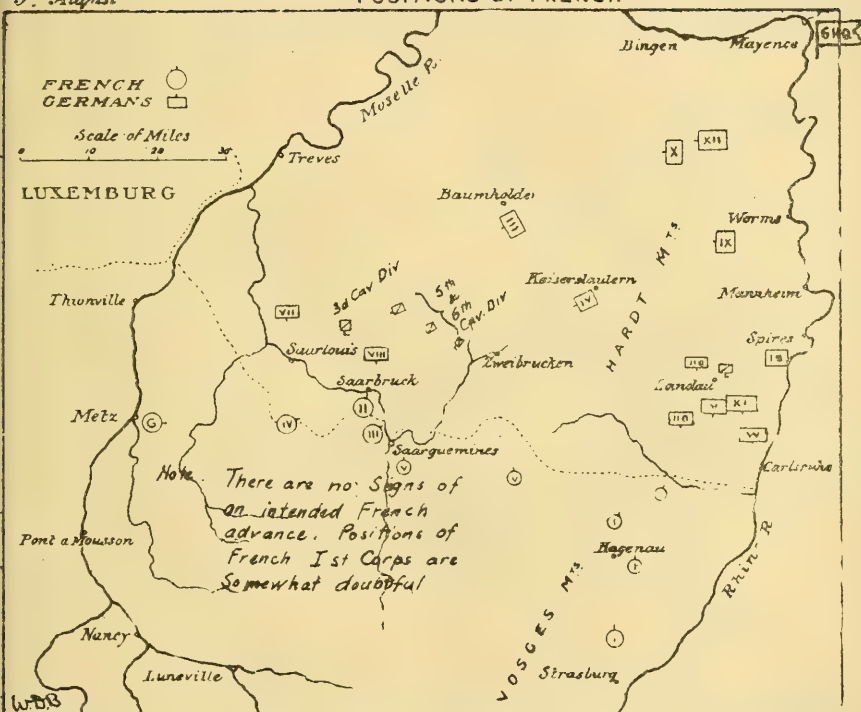 POSITIONS OF FRENCH
FRENCH
GERMANS
Scale of Miles
0 10 20 30
LUXEMBURG
Moselle R.
Treves
Bingen
Mayence
GHQ
X
XII
Baumholder
III
HARDT MTS
Worms
IX
Thionville
VII
3d Cav Div
5th
&
6th
Cav. Div
Kaiserslautern
IV
Mannheim
Saarlouis
VIII
Zweibrucken
Spires
Saarbruck
Landau
V
XI
Metz
G
IV
II
III
Saarguemines
V
V
Carlsruhe
Note.
There are no Signs of
an intended French
advance. Positions of
French Ist Corps are
Somewhat doubtful
Pont a Mousson
Hagenau
I
I
I
Rhin-R
VOSGES Mts.
Nancy
Luneville
Strasburg
W.D.B